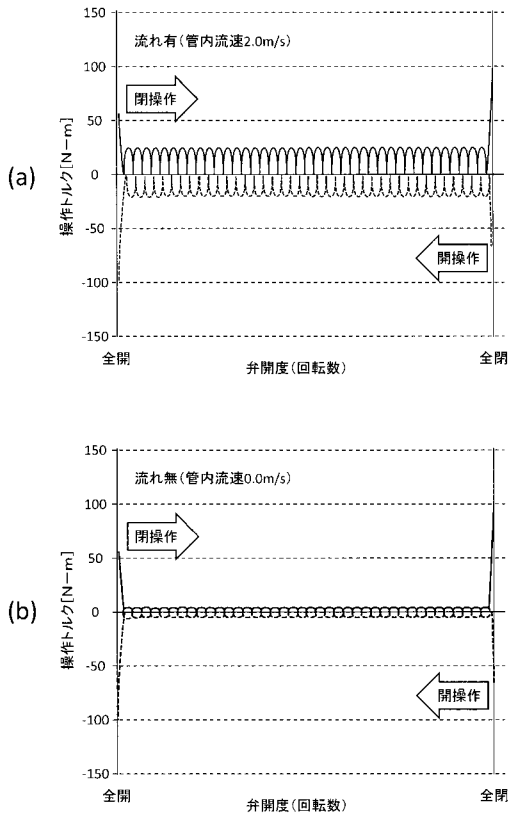 (a)
流れ有(管内流速2.0m/s)
閉操作
開操作
操作トルク[N－m]
150
100
50
0
-50
-100
-150
全開
全閉
弁開度(回転数)
(b)
流れ無(管内流速0.0m/s)
閉操作
開操作
操作トルク[N－m]
150
100
50
0
-50
-100
-150
全開
全閉
弁開度(回転数)